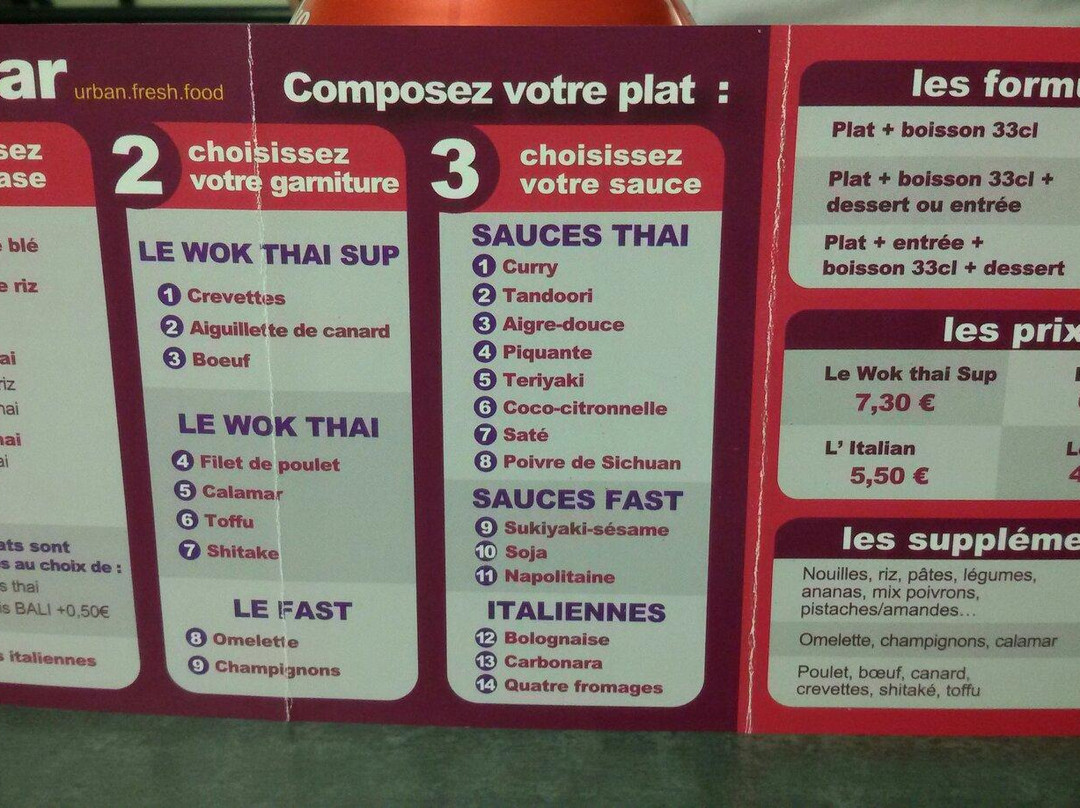 ar urban.fresh.food
Composez votre plat :
sez
ase
blé
riz
ai
riz
hai
hai
ai
ats sont
s au choix de :
s thai
is BALI +0,50€
s italiennes
2 choisissez
votre garniture
LE WOK THAI SUP
1 Crevettes
2 Aiguillette de canard
3 Boeuf
LE WOK THAI
4 Filet de poulet
5 Calamar
6 Toffu
7 Shitake
LE FAST
8 Omelette
9 Champignons
3 choisissez
votre sauce
SAUCES THAI
1 Curry
2 Tandoori
3 Aigre-douce
4 Piquante
5 Teriyaki
6 Coco-citronnelle
7 Saté
8 Poivre de Sichuan
SAUCES FAST
9 Sukiyaki-sésame
10 Soja
11 Napolitaine
ITALIENNES
12 Bolognaise
13 Carbonara
14 Quatre fromages
les formu
Plat + boisson 33cl
Plat + boisson 33cl +
dessert ou entrée
Plat + entrée +
boisson 33cl + dessert
les prix
Le Wok thai Sup
7,30 €
L' Italian
5,50 €
4
les suppléme
Nouilles, riz, pâtes, légumes,
ananas, mix poivrons,
pistaches/amandes...
Omelette, champignons, calamar
Poulet, bœuf, canard,
crevettes, shitaké, toffu